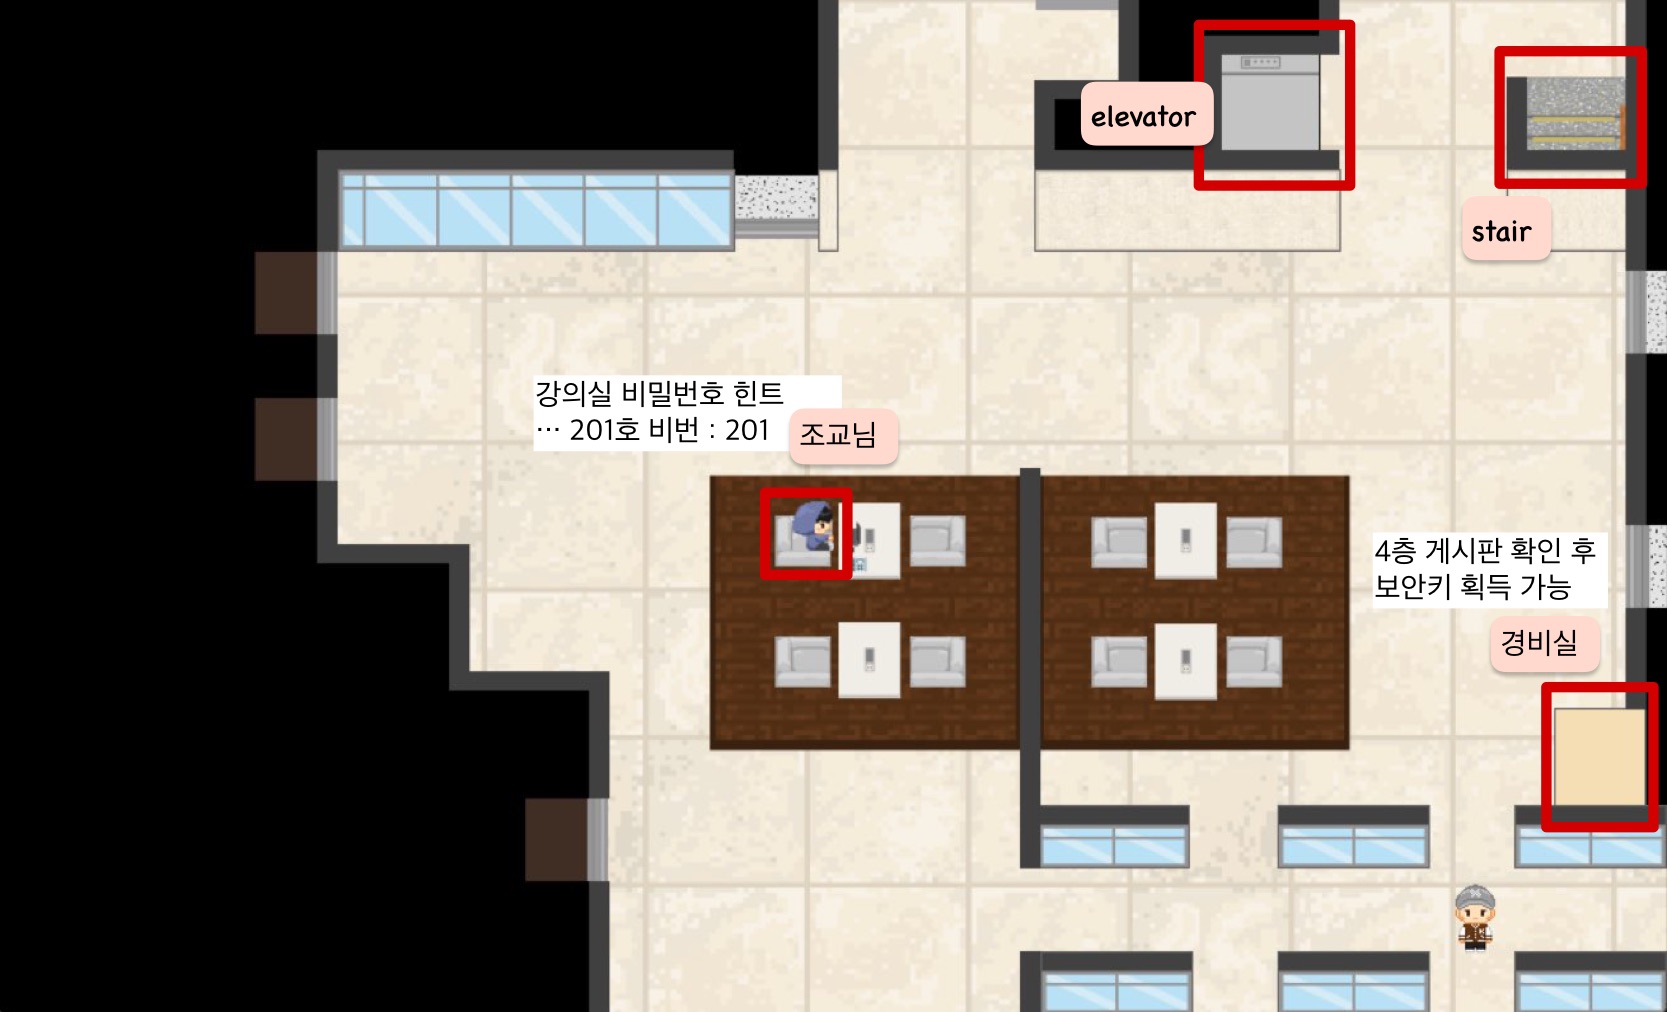 elevator
stair
강의실 비밀번호 힌트
… 201호 비번 : 201
조교님
4층 게시판 확인 후
보안키 획득 가능
경비실